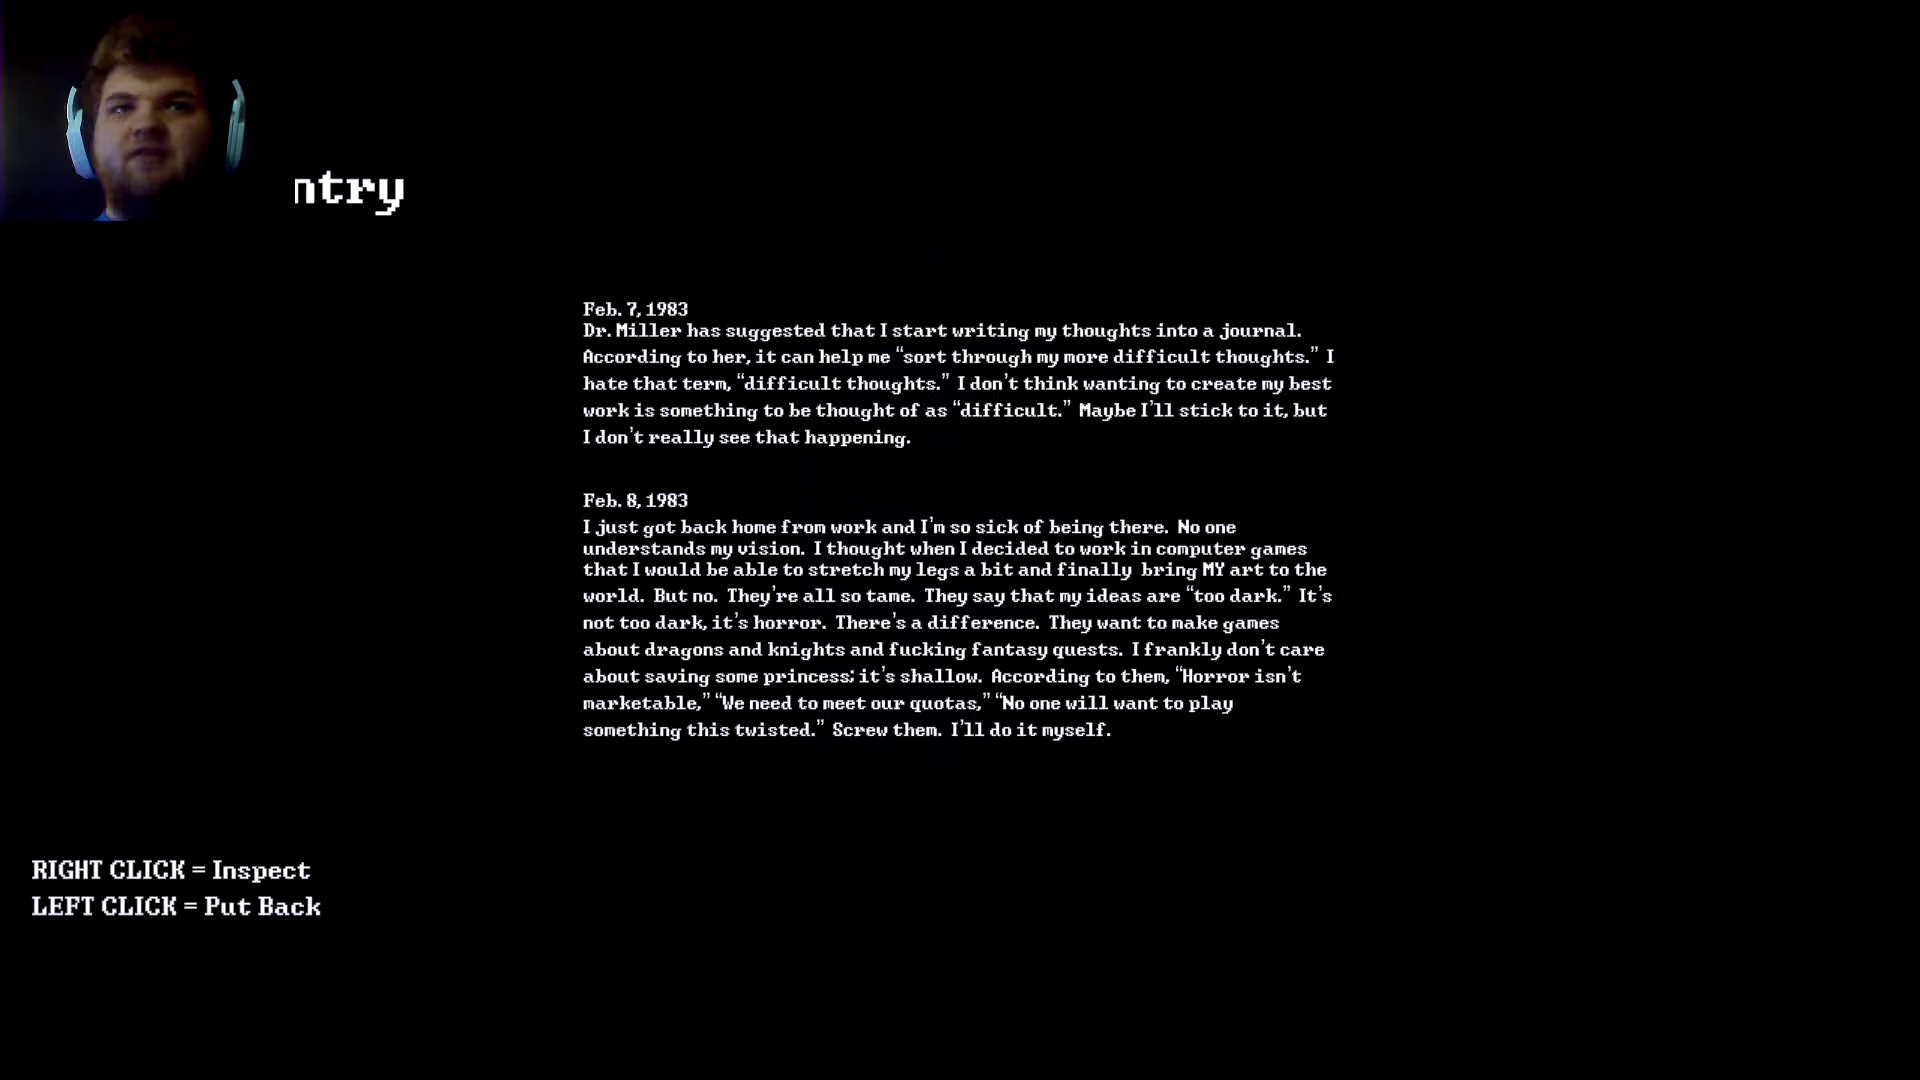 ntry
Feb. 7, 1983
Dr. Miller has suggested that I start writing my thoughts into a journal.
According to her, it can help me “sort through my more difficult thoughts.” I
hate that term, “difficult thoughts.” I don't think wanting to create my best
work is something to be thought of as “difficult.” Maybe I'll stick to it, but
I don't really see that happening.
Feb. 8, 1983
I just got back home from work and I'm so sick of being there. No one
understands my vision. I thought when I decided to work in computer games
that I would be able to stretch my legs a bit and finally bring MY art to the
world. But no. They're all so tame. They say that my ideas are “too dark.” It's
not too dark, it's horror. There's a difference. They want to make games
about dragons and knights and fucking fantasy quests. I frankly don't care
about saving some princess; it's shallow. According to them, “Horror isn't
marketable,” “We need to meet our quotas,” “No one will want to play
something this twisted.” Screw them. I'll do it myself.
RIGHT CLICK = Inspect
LEFT CLICK = Put Back